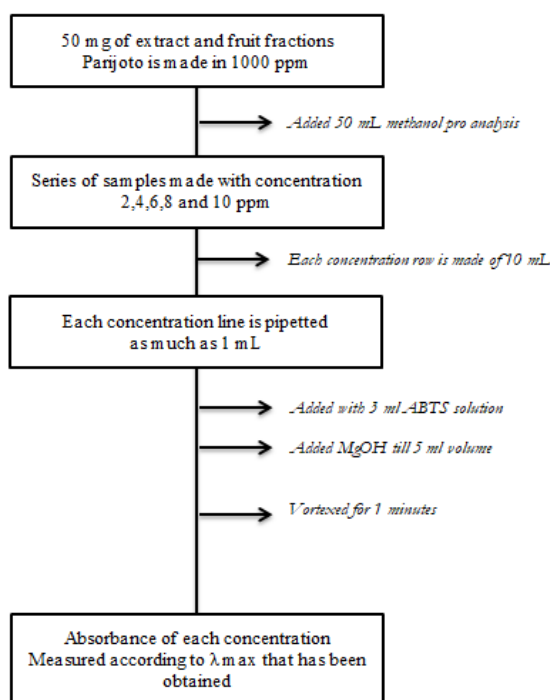 50 mg of extract and fruit fractions
Parijoto is made in 1000 ppm
Added 50 mL methanol pro analysis
Series of samples made with concentration
2,4,6,8 and 10 ppm
Each concentration row is made of 10 mL
Each concentration line is pipetted
as much as 1 mL
Added with 3 ml ABTS solution
Added MgOH till 5 ml volume
Vortexed for 1 minutes
Absorbance of each concentration
Measured according to λmax that has been
obtained